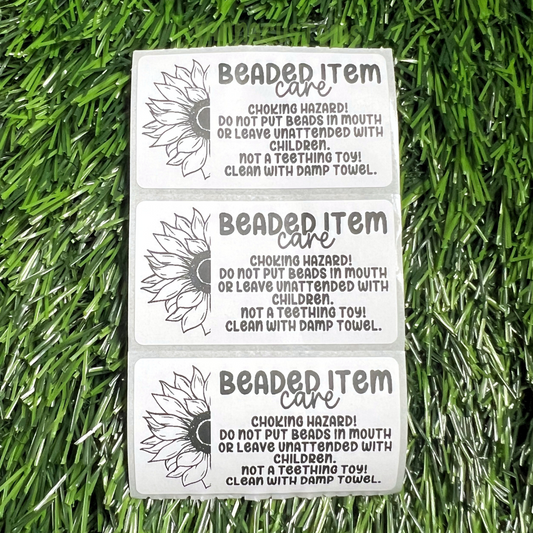 BEADED ITEM
care
CHOKING HAZARD!
DO NOT PUT BEADS IN MOUTH
OR LEAVE UNATTENDED WITH
CHILDREN.
NOT A TEETHING TOY!
CLEAN WITH DAMP TOWEL.
BEADED ITEM
care
CHOKING HAZARD!
DO NOT PUT BEADS IN MOUTH
OR LEAVE UNATTENDED WITH
CHILDREN.
NOT A TEETHING TOY!
CLEAN WITH DAMP TOWEL.
BEADED ITEM
care
CHOKING HAZARD!
DO NOT PUT BEADS IN MOUTH
OR LEAVE UNATTENDED WITH
CHILDREN.
NOT A TEETHING TOY!
CLEAN WITH DAMP TOWEL.